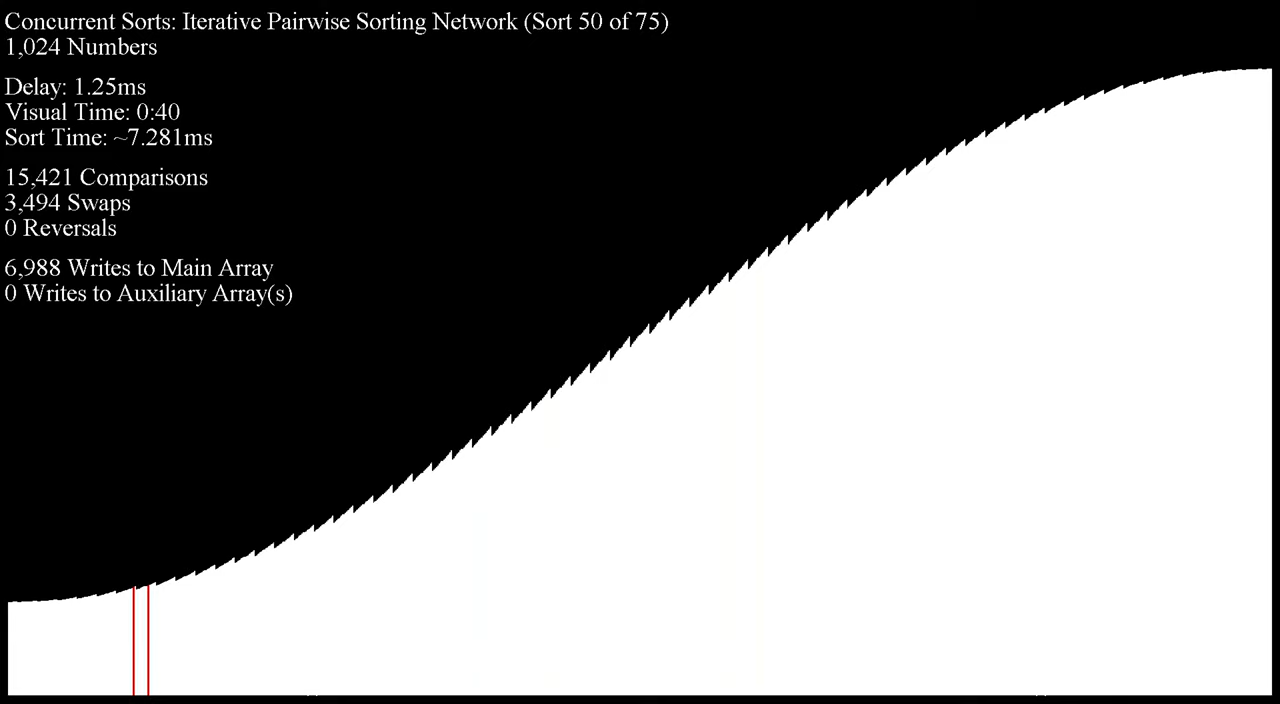 Concurrent Sorts: Iterative Pairwise Sorting Network (Sort 50 of 75)
1,024 Numbers
Delay: 1.25ms
Visual Time: 0:40
Sort Time: ~7.281ms
15,421 Comparisons
3,494 Swaps
0 Reversals
6,988 Writes to Main Array
0 Writes to Auxiliary Array(s)